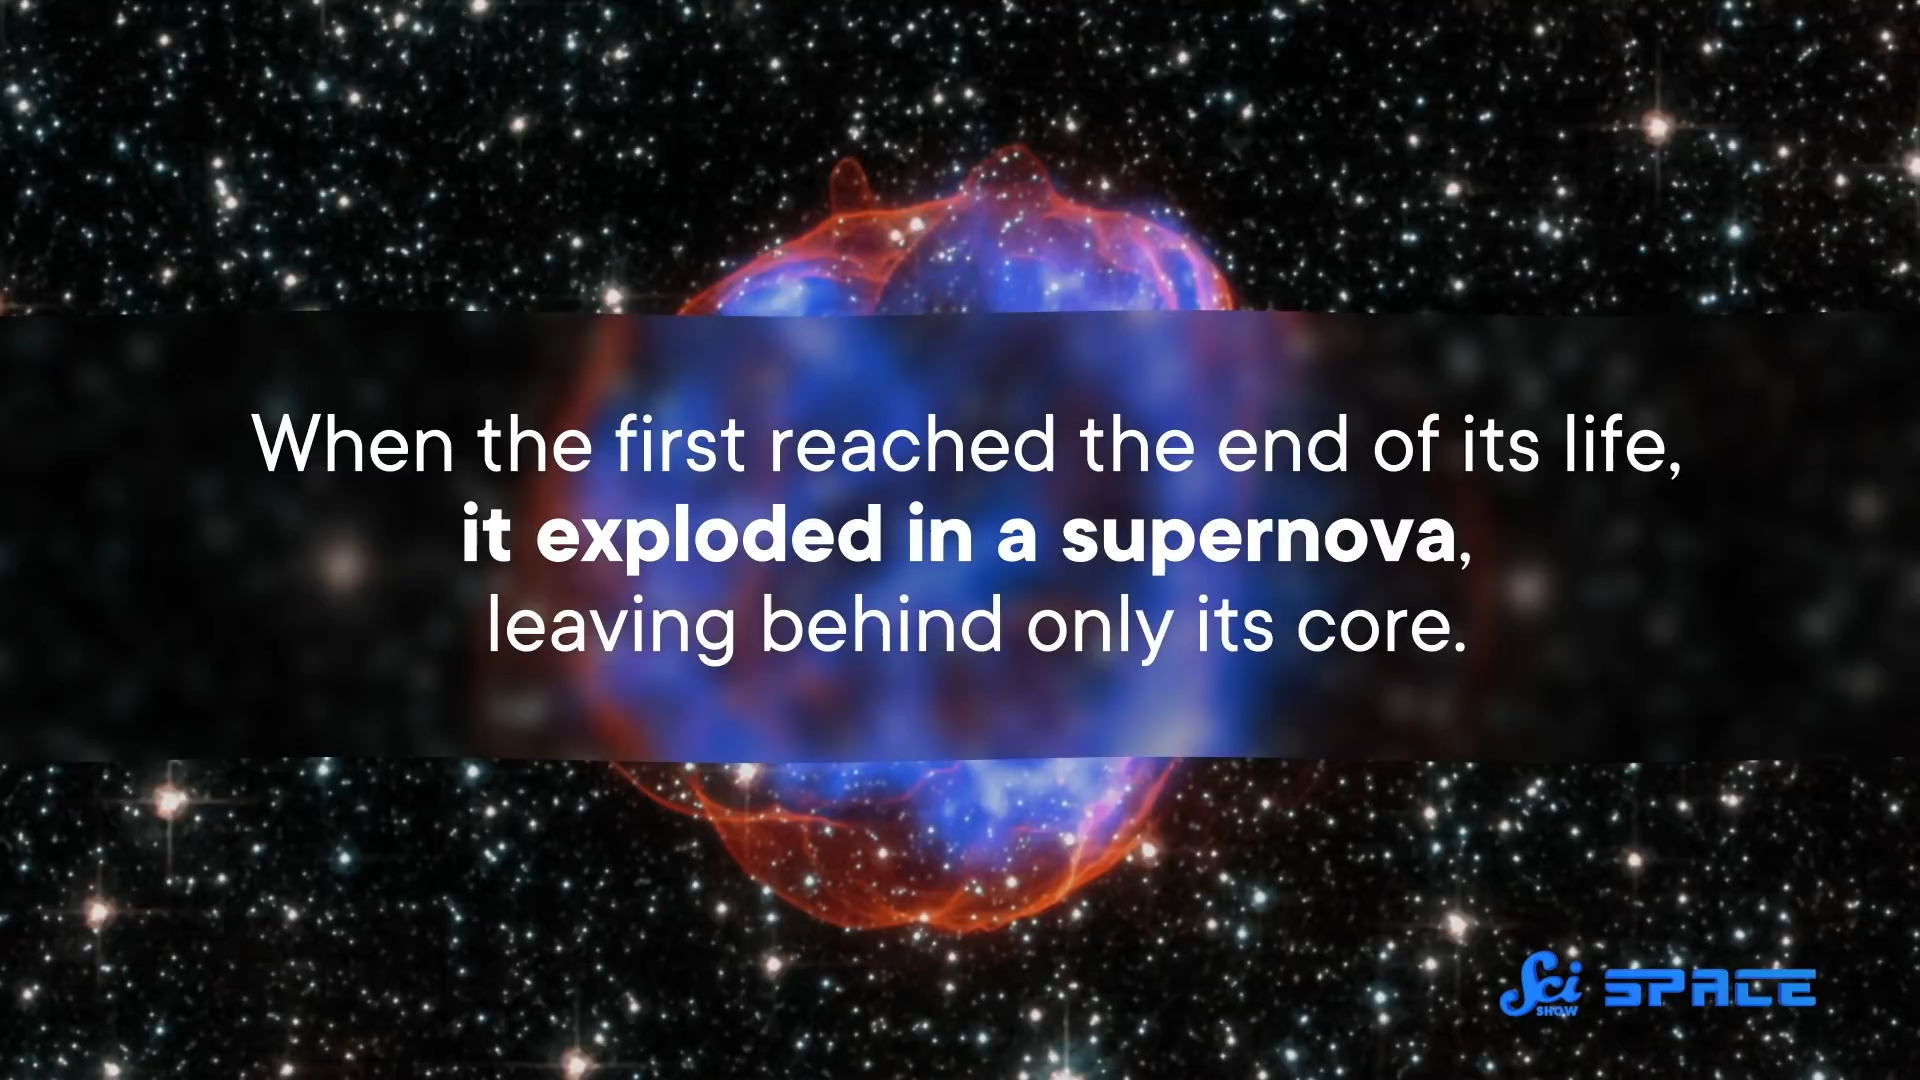 When the first reached the end of its life,
it exploded in a supernova,
leaving behind only its core.
Sci SHOW SPACE